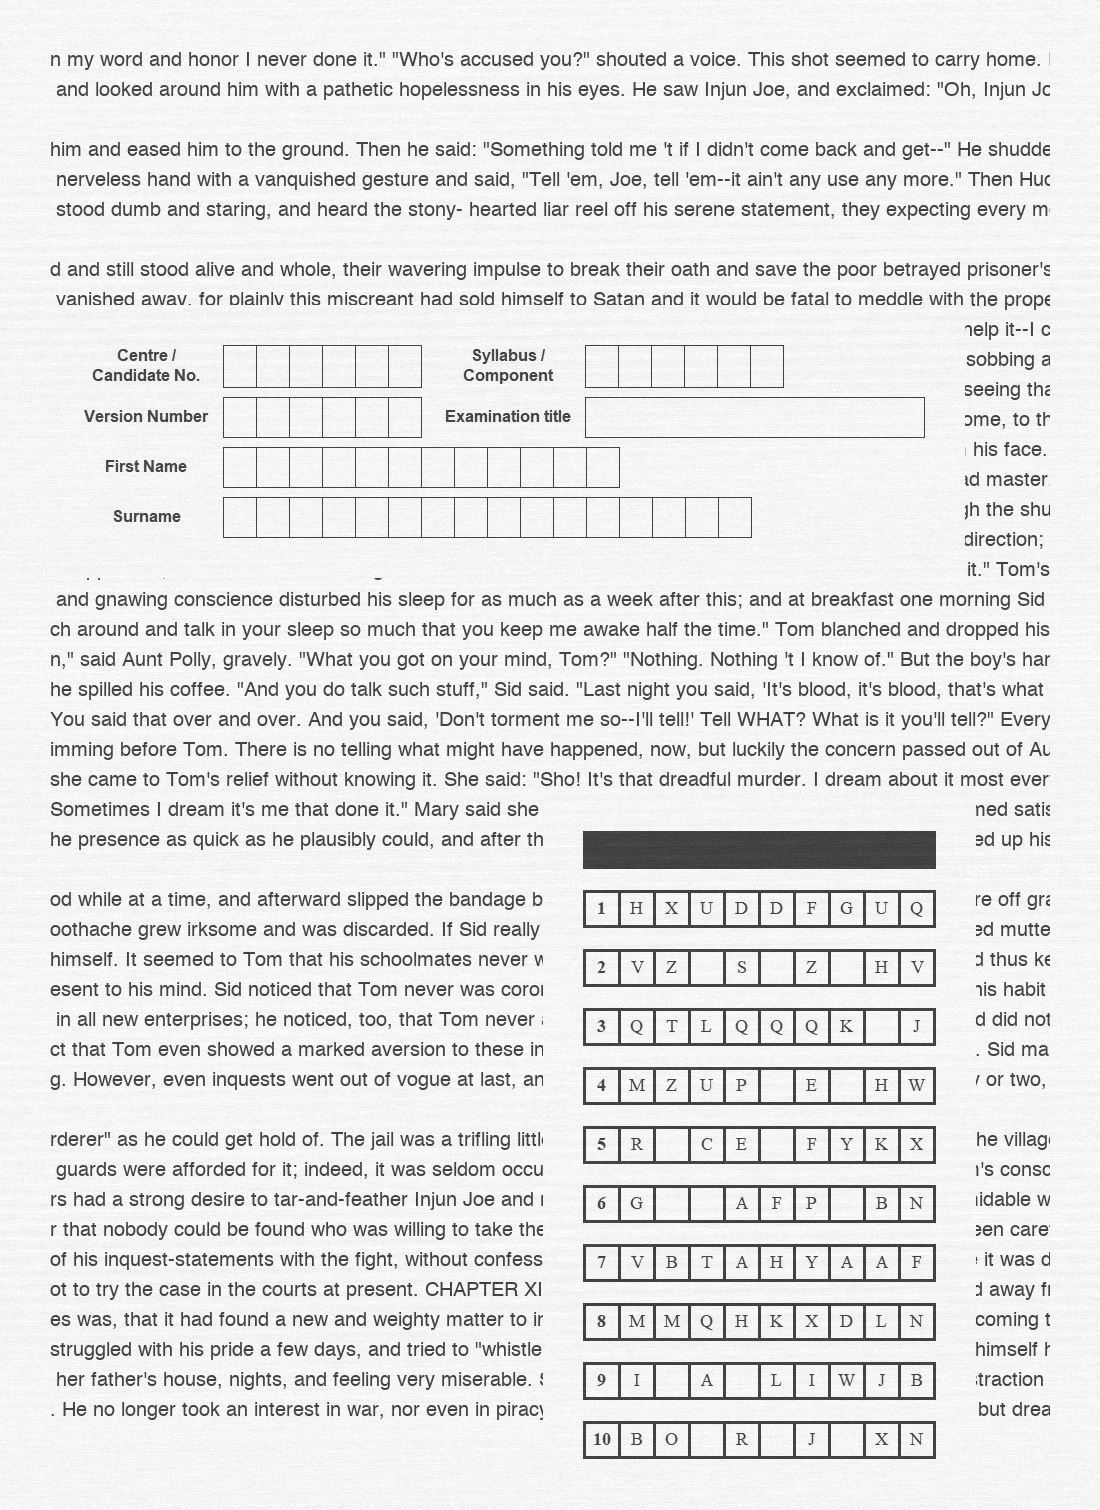 n my word and honor I never done it." "Who's accused you?" shouted a voice. This shot seemed to carry home.
and looked around him with a pathetic hopelessness in his eyes. He saw Injun Joe, and exclaimed: "Oh, Injun Jo
him and eased him to the ground. Then he said: "Something told me 't if I didn't come back and get--" He shudde
nerveless hand with a vanquished gesture and said, "Tell 'em, Joe, tell 'em--it ain't any use any more." Then Huc
stood dumb and staring, and heard the stony- hearted liar reel off his serene statement, they expecting every m
d and still stood alive and whole, their wavering impulse to break their oath and save the poor betrayed prisoner's
vanished away, for plainly this miscreant had sold himself to Satan and it would be fatal to meddle with the prope
help it--I c
sobbing a
seeing tha
ome, to th
his face.
ad master
gh the shu
direction;
it." Tom's
Centre /
Candidate No.
Syllabus /
Component
Version Number
Examination title
First Name
Surname
and gnawing conscience disturbed his sleep for as much as a week after this; and at breakfast one morning Sid
ch around and talk in your sleep so much that you keep me awake half the time." Tom blanched and dropped his
n," said Aunt Polly, gravely. "What you got on your mind, Tom?" "Nothing. Nothing 't I know of." But the boy's han
he spilled his coffee. "And you do talk such stuff," Sid said. "Last night you said, 'It's blood, it's blood, that's what
You said that over and over. And you said, 'Don't torment me so--I'll tell!' Tell WHAT? What is it you'll tell?" Every
imming before Tom. There is no telling what might have happened, now, but luckily the concern passed out of Au
she came to Tom's relief without knowing it. She said: "Sho! It's that dreadful murder. I dream about it most ever
Sometimes I dream it's me that done it." Mary said she med satis
he presence as quick as he plausibly could, and after th ed up his
od while at a time, and afterward slipped the bandage b re off gra
oothache grew irksome and was discarded. If Sid really ed mutte
himself. It seemed to Tom that his schoolmates never w d thus ke
esent to his mind. Sid noticed that Tom never was coron his habit
in all new enterprises; he noticed, too, that Tom never d did not
ct that Tom even showed a marked aversion to these in . Sid ma
g. However, even inquests went out of vogue at last, an or two,
rderer" as he could get hold of. The jail was a trifling little he village
guards were afforded for it; indeed, it was seldom occu 's consc
rs had a strong desire to tar-and-feather Injun Joe and midable w
r that nobody could be found who was willing to take the een care
of his inquest-statements with the fight, without confess it was d
ot to try the case in the courts at present. CHAPTER XI d away fr
es was, that it had found a new and weighty matter to in coming t
struggled with his pride a few days, and tried to "whistle himself h
her father's house, nights, and feeling very miserable. straction
. He no longer took an interest in war, nor even in piracy but drea
1 H X U D D F G U Q
2 V Z S Z H V
3 Q T L Q Q Q K J
4 M Z U P E H W
5 R C E F Y K X
6 G A F P B N
7 V B T A H Y A A F
8 M M Q H K X D L N
9 I A L I W J B
10 B O R J X N